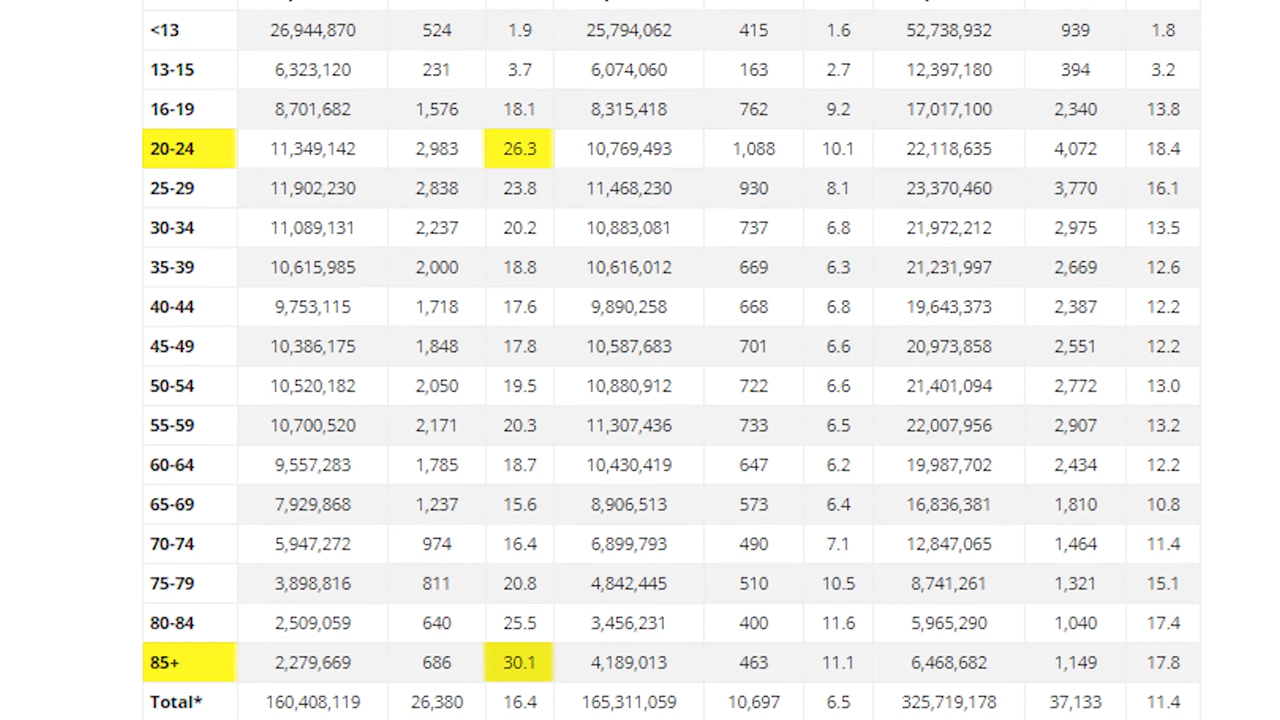 <13 26,944,870 524 1.9 25,794,062 415 1.6 52,738,932 939 1.8
13-15 6,323,120 231 3.7 6,074,060 163 2.7 12,397,180 394 3.2
16-19 8,701,682 1,576 18.1 8,315,418 762 9.2 17,017,100 2,340 13.8
20-24 11,349,142 2,983 26.3 10,769,493 1,088 10.1 22,118,635 4,072 18.4
25-29 11,902,230 2,838 23.8 11,468,230 930 8.1 23,370,460 3,770 16.1
30-34 11,089,131 2,237 20.2 10,883,081 737 6.8 21,972,212 2,975 13.5
35-39 10,615,985 2,000 18.8 10,616,012 669 6.3 21,231,997 2,669 12.6
40-44 9,753,115 1,718 17.6 9,890,258 668 6.8 19,643,373 2,387 12.2
45-49 10,386,175 1,848 17.8 10,587,683 701 6.6 20,973,858 2,551 12.2
50-54 10,520,182 2,050 19.5 10,880,912 722 6.6 21,401,094 2,772 13.0
55-59 10,700,520 2,171 20.3 11,307,436 733 6.5 22,007,956 2,907 13.2
60-64 9,557,283 1,785 18.7 10,430,419 647 6.2 19,987,702 2,434 12.2
65-69 7,929,868 1,237 15.6 8,906,513 573 6.4 16,836,381 1,810 10.8
70-74 5,947,272 974 16.4 6,899,793 490 7.1 12,847,065 1,464 11.4
75-79 3,898,816 811 20.8 4,842,445 510 10.5 8,741,261 1,321 15.1
80-84 2,509,059 640 25.5 3,456,231 400 11.6 5,965,290 1,040 17.4
85+ 2,279,669 686 30.1 4,189,013 463 11.1 6,468,682 1,149 17.8
Total* 160,408,119 26,380 16.4 165,311,059 10,697 6.5 325,719,178 37,133 11.4